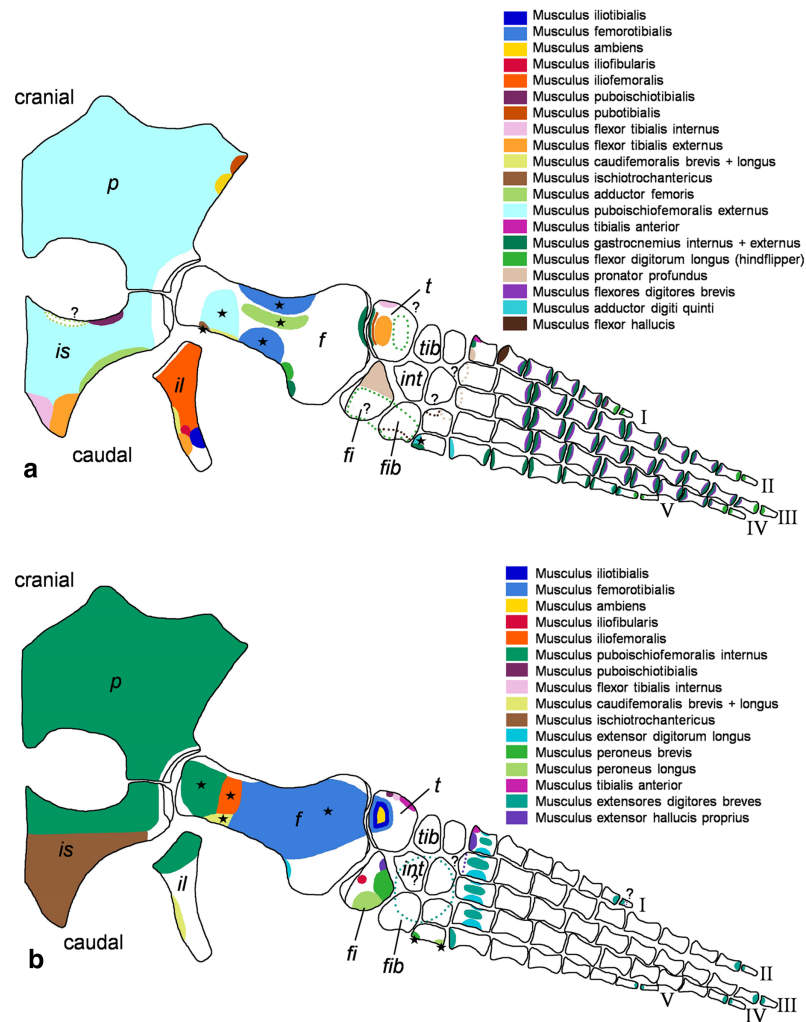 Musculus iliotibialis
Musculus femorotibialis
Musculus ambiens
Musculus iliofibularis
Musculus iliofemoralis
Musculus puboischiotibialis
Musculus pubotibialis
Musculus flexor tibialis internus
Musculus flexor tibialis externus
Musculus caudifemoralis brevis + longus
Musculus ischiotrochantericus
Musculus adductor femoris
Musculus puboischiofemoralis externus
Musculus tibialis anterior
Musculus gastrocnemius internus + externus
Musculus flexor digitorum longus (hindflipper)
Musculus pronator profundus
Musculus flexores digitores brevis
Musculus adductor digiti quinti
Musculus flexor hallucis
cranial
p
?
is
il
caudal
f
t
?
tib
int
?
?
?
fi
fib
I
II
III
IV
V
a
Musculus iliotibialis
Musculus femorotibialis
Musculus ambiens
Musculus iliofibularis
Musculus iliofemoralis
Musculus puboischiofemoralis internus
Musculus puboischiotibialis
Musculus flexor tibialis internus
Musculus caudifemoralis brevis + longus
Musculus ischiotrochantericus
Musculus extensor digitorum longus
Musculus peroneus brevis
Musculus peroneus longus
Musculus tibialis anterior
Musculus extensores digitores breves
Musculus extensor hallucis proprius
cranial
p
is
il
caudal
f
t
tib
int
?
?
fi
fib
?
I
II
III
IV
V
b